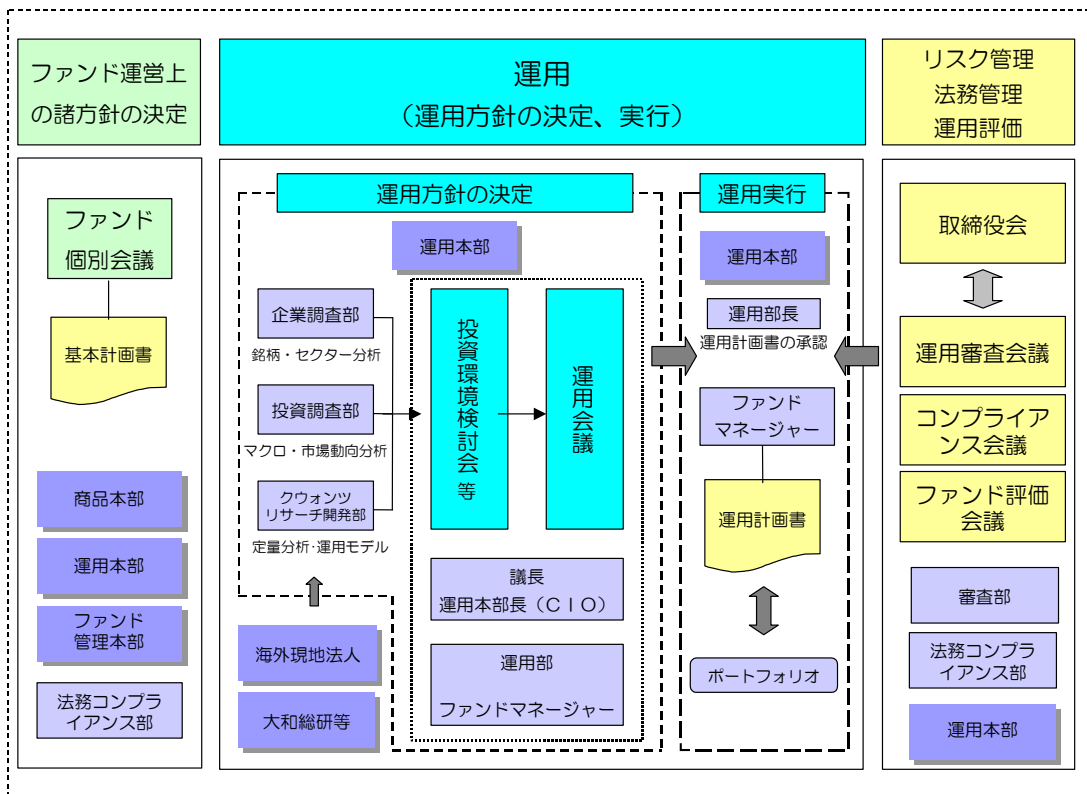 ファンド運営上
の諸方針の決定
運用
（運用方針の決定、実行）
リスク管理
法務管理
運用評価
ファンド
個別会議
基本計画書
商品本部
運用本部
ファンド
管理本部
法務コンプラ
イアンス部
運用方針の決定
運用本部
企業調査部
銘柄・セクター分析
投資調査部
マクロ・市場動向分析
クウォンツ
リサーチ開発部
定量分析・運用モデル
海外現地法人
大和総研等
投資環境検討会等
運用会議
議長
運用本部長（ＣＩＯ）
運用部
ファンドマネージャー
運用実行
運用本部
運用部長
運用計画書の承認
ファンド
マネージャー
運用計画書
ポートフォリオ
取締役会
運用審査会議
コンプライア
ンス会議
ファンド評価
会議
審査部
法務コンプラ
イアンス部
運用本部